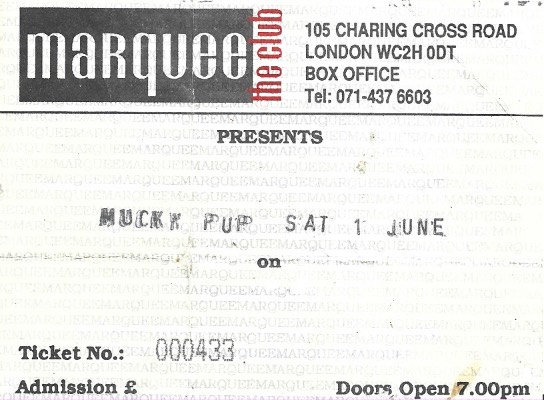 marquee the club
105 CHARING CROSS ROAD
LONDON WC2H 0DT
BOX OFFICE
Tel: 071-437 6603
PRESENTS
MUCKY PUP SAT 1 JUNE
on
Ticket No.: 000433
Admission £ Doors Open 7.00pm